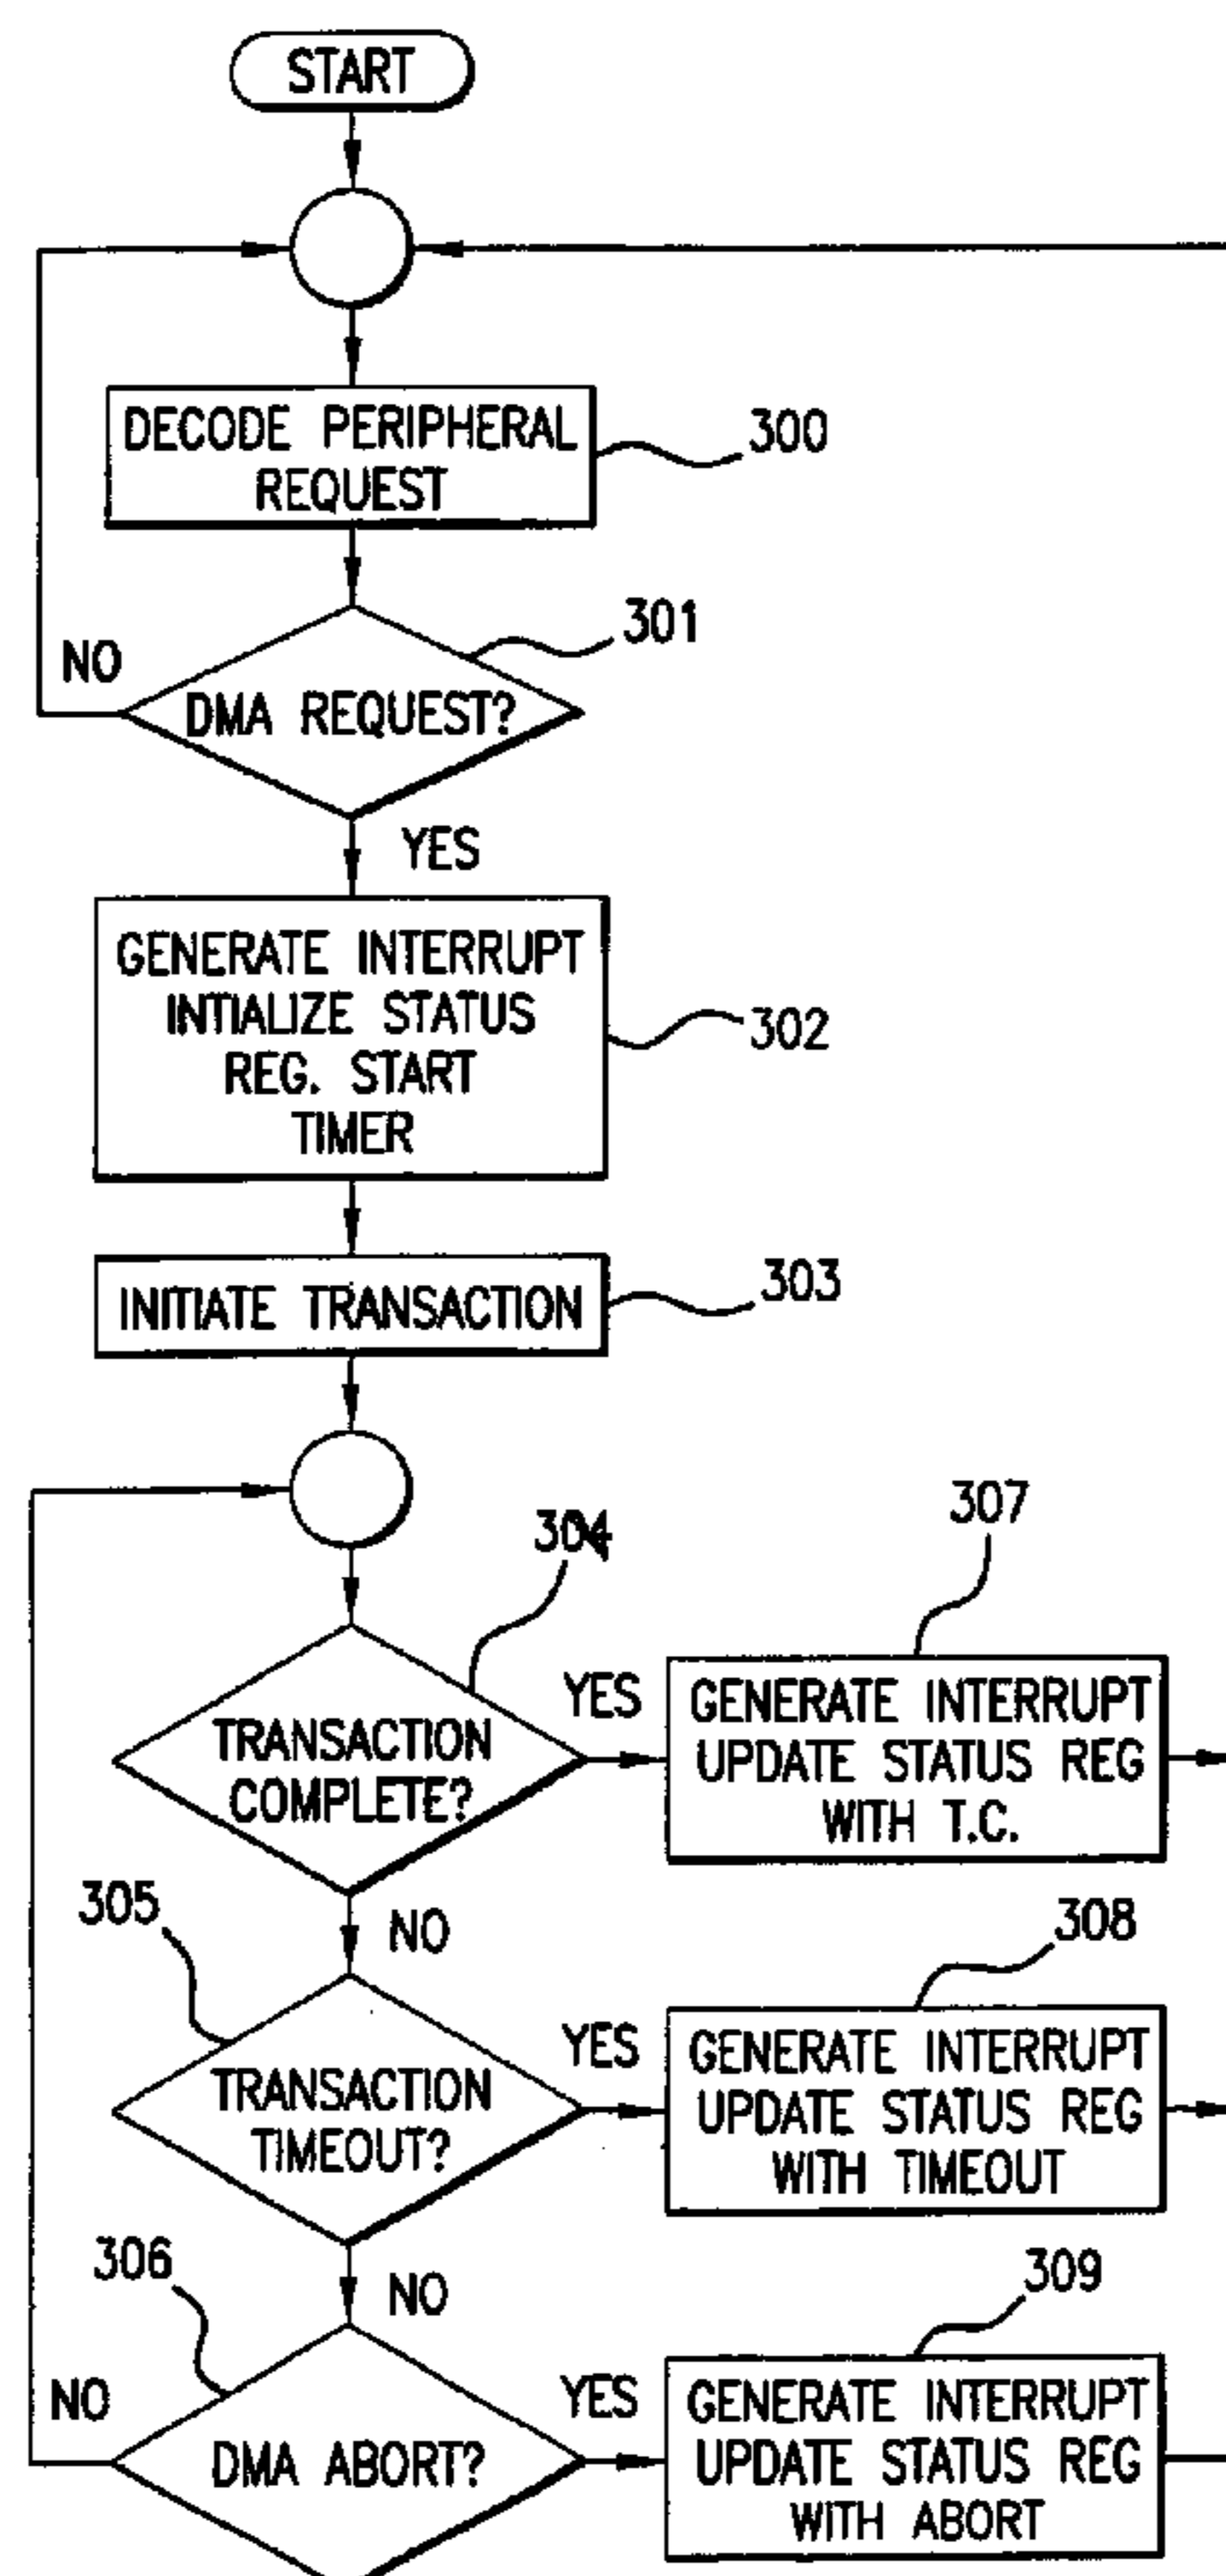 START
DECODE PERIPHERAL
REQUEST
300
301
NO
DMA REQUEST?
YES
GENERATE INTERRUPT
INTIALIZE STATUS
REG. START
TIMER
302
INITIATE TRANSACTION
303
304
307
TRANSACTION
COMPLETE?
YES
GENERATE INTERRUPT
UPDATE STATUS REG
WITH T.C.
NO
305
308
TRANSACTION
TIMEOUT?
YES
GENERATE INTERRUPT
UPDATE STATUS REG
WITH TIMEOUT
NO
306
309
NO
DMA ABORT?
YES
GENERATE INTERRUPT
UPDATE STATUS REG
WITH ABORT